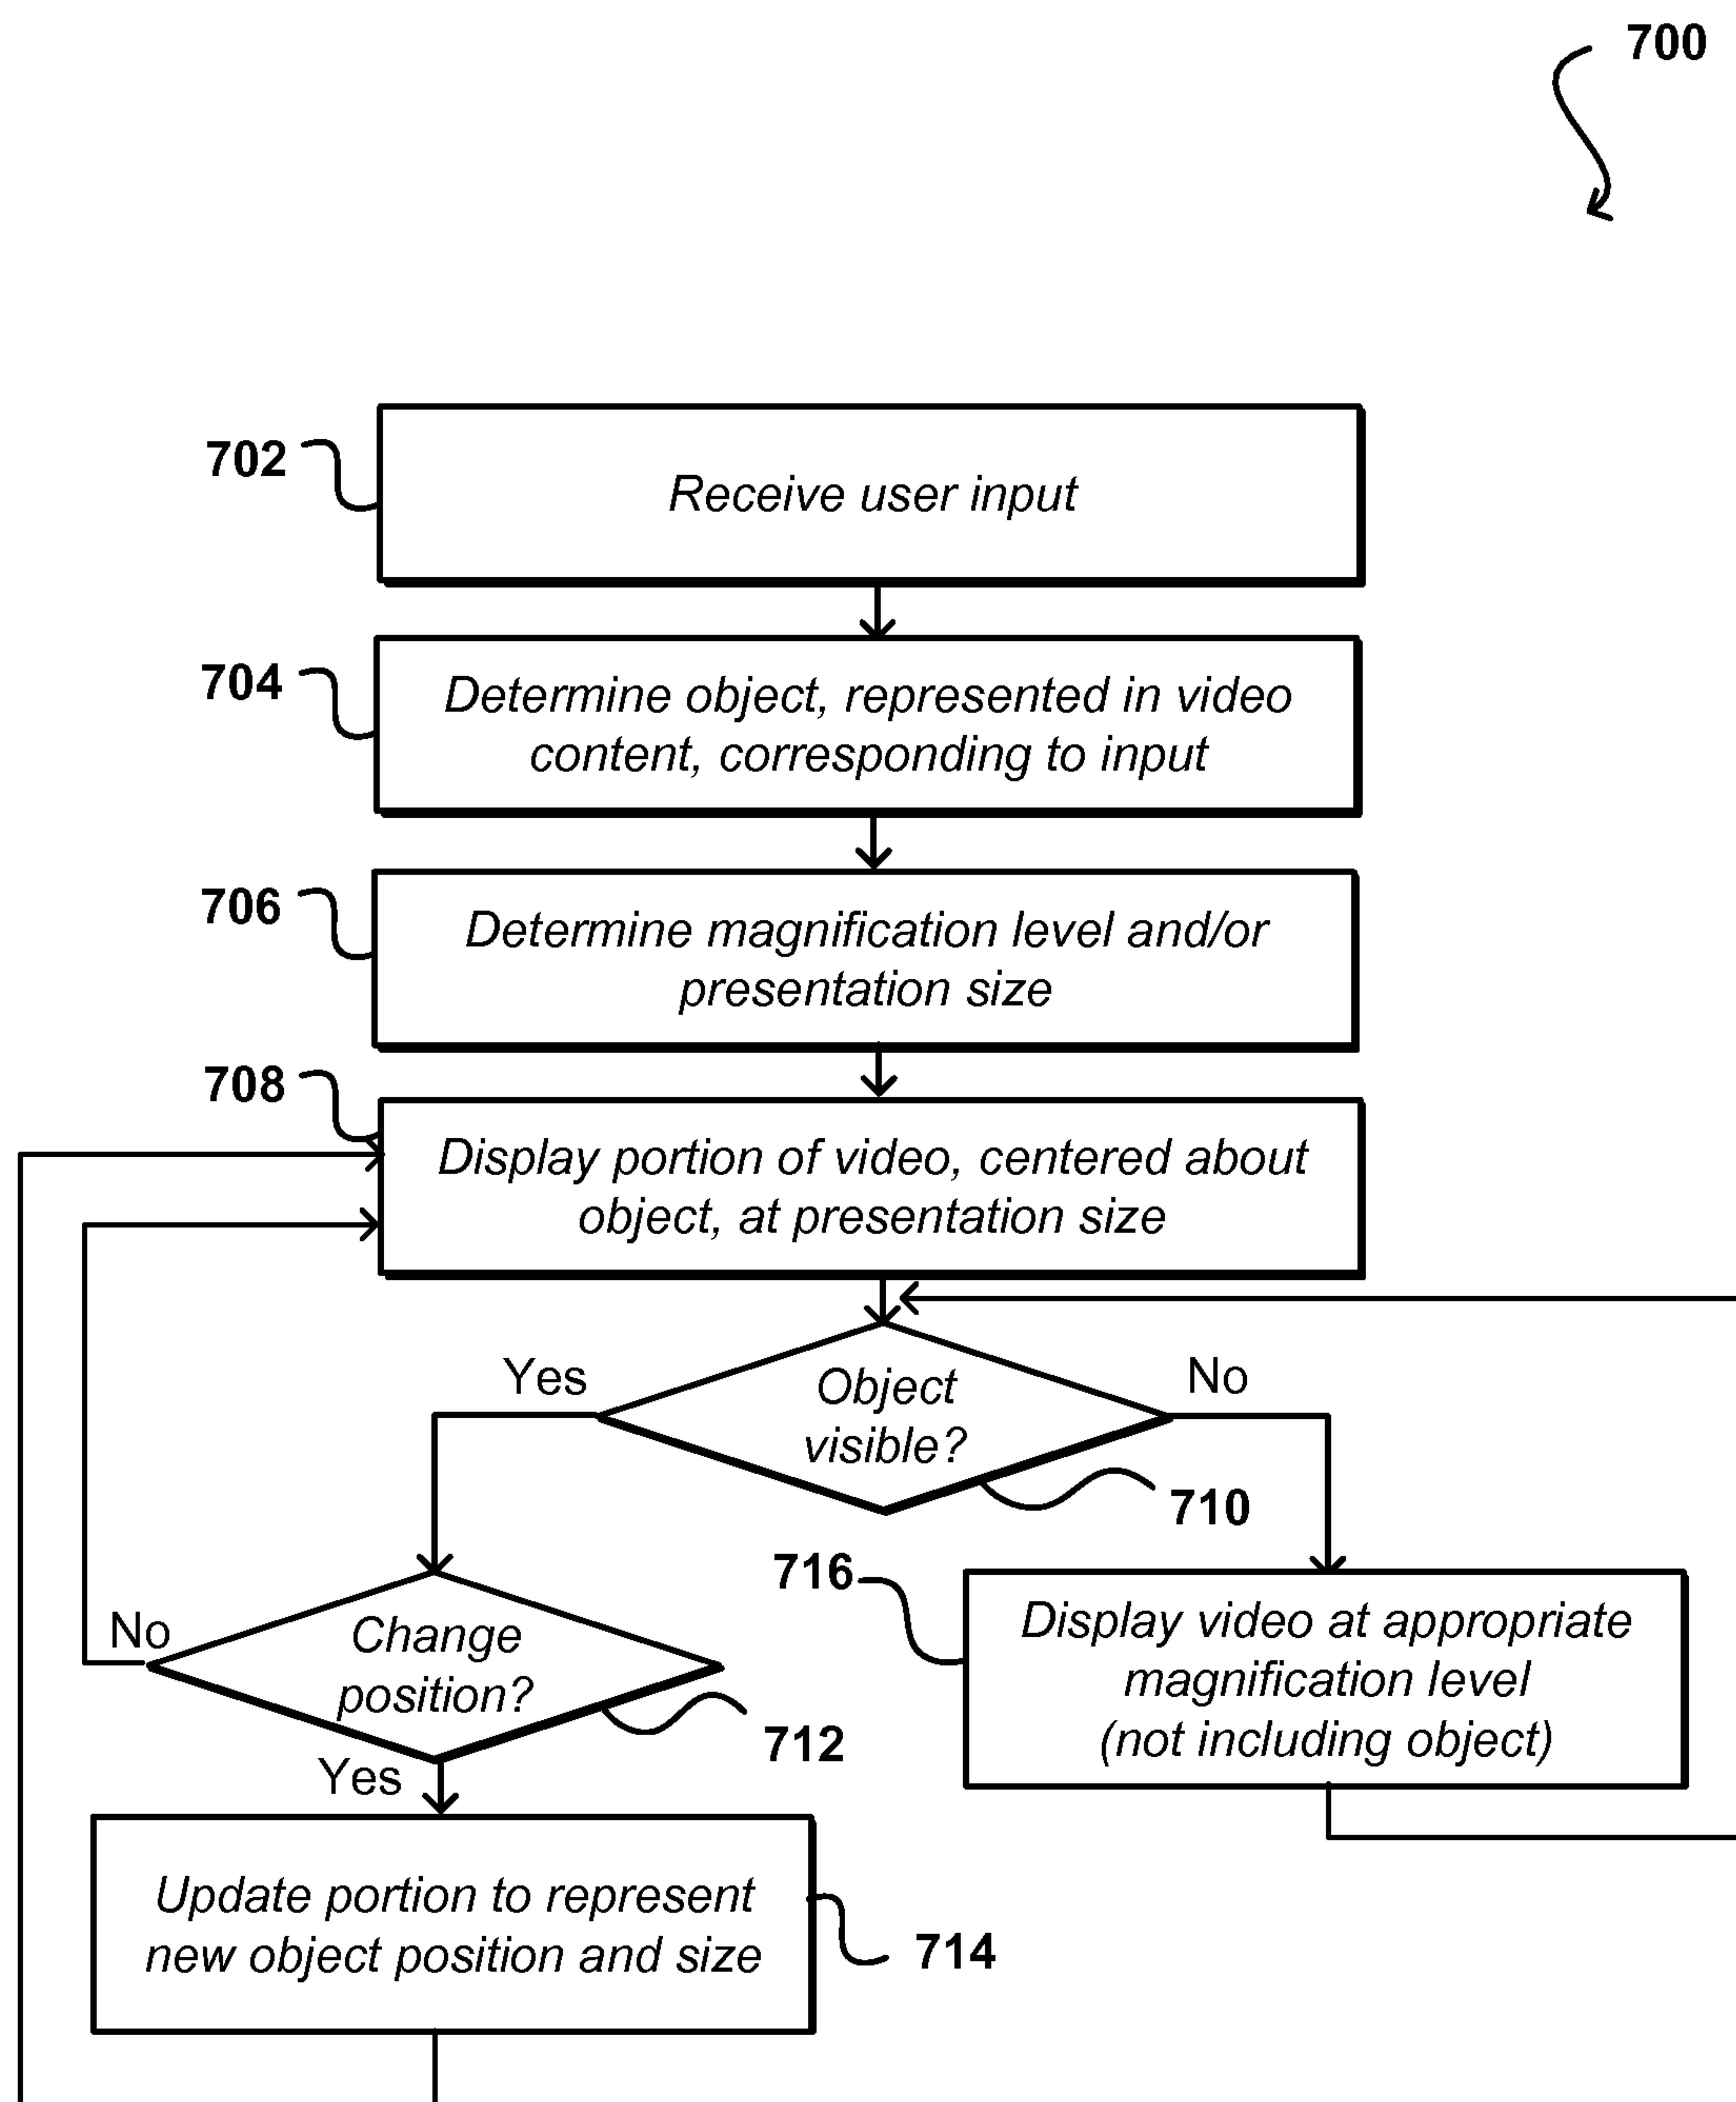 700
702
Receive user input
704
Determine object, represented in video
content, corresponding to input
706
Determine magnification level and/or
presentation size
708
Display portion of video, centered about
object, at presentation size
Yes
Object
visible?
No
710
716
Display video at appropriate
magnification level
(not including object)
No
Change
position?
712
Yes
Update portion to represent
new object position and size
714